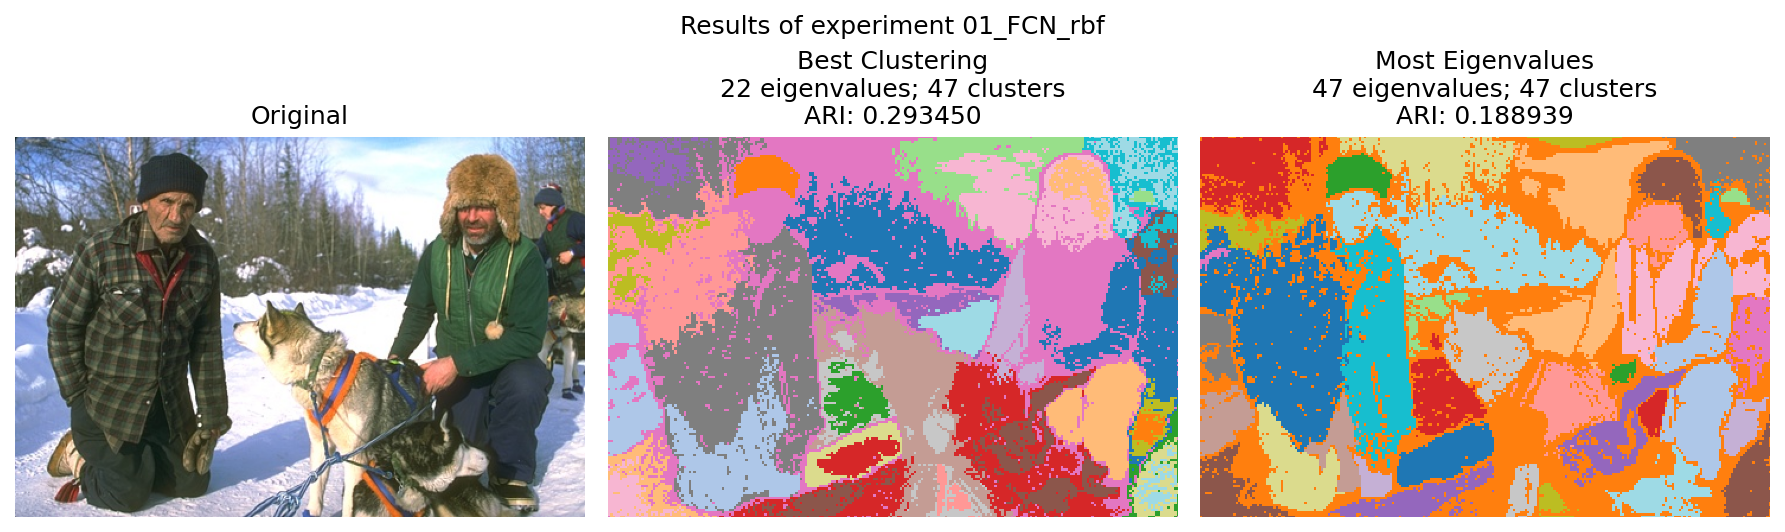 Results of experiment 01_FCN_rbf
Original
Best Clustering
22 eigenvalues; 47 clusters
ARI: 0.293450
Most Eigenvalues
47 eigenvalues; 47 clusters
ARI: 0.188939